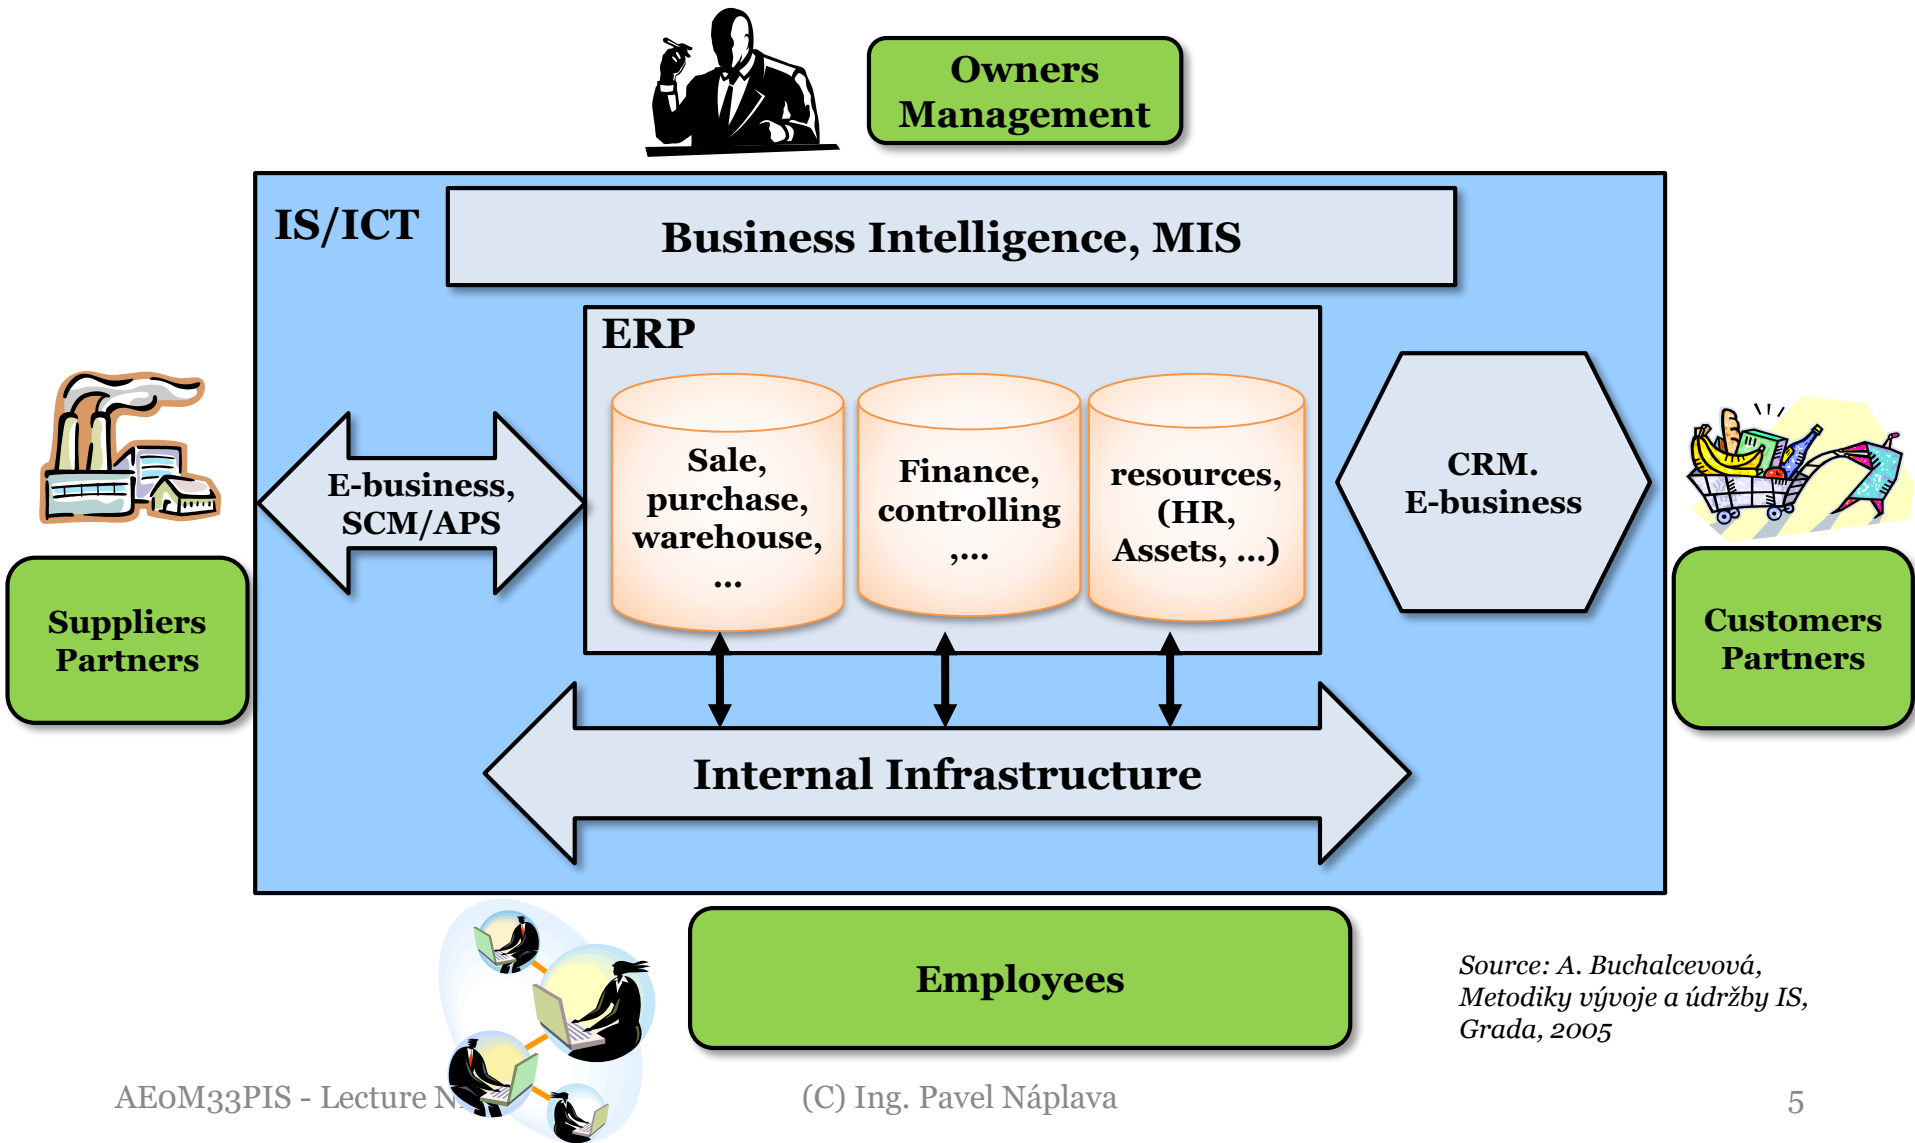 Owners
Management
IS/ICT
Business Intelligence, MIS
ERP
Sale,
purchase,
warehouse,
...
Finance,
controlling
,...
resources,
(HR,
Assets, ...)
E-business,
SCM/APS
CRM.
E-business
Suppliers
Partners
Customers
Partners
Internal Infrastructure
Employees
Source: A. Buchalcevová,
Metodiky vývoje a údržby IS,
Grada, 2005
AE0M33PIS - Lecture
(C) Ing. Pavel Náplava
5